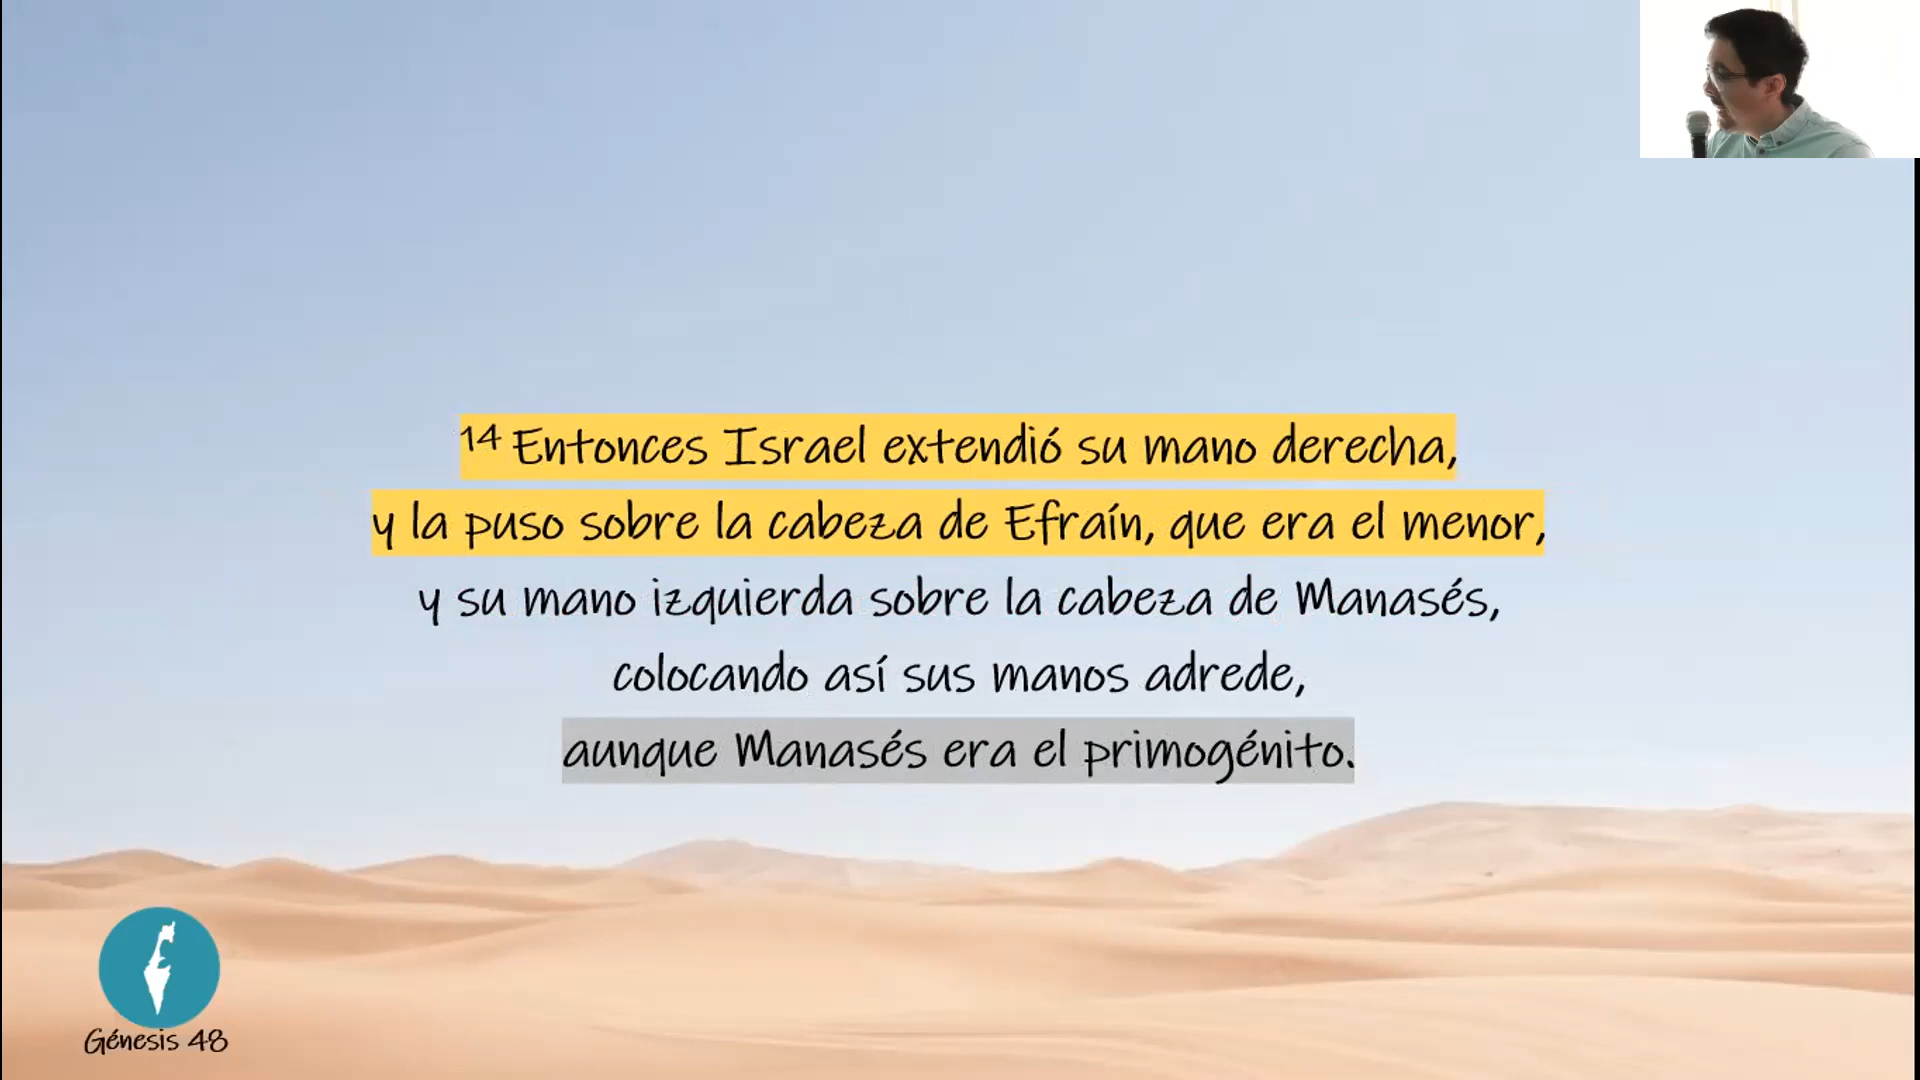 14 Entonces Israel extendió su mano derecha,
y la puso sobre la cabeza de Efraín, que era el menor,
y su mano izquierda sobre la cabeza de Manasés,
colocando así sus manos adrede,
aunque Manasés era el primogénito.
Génesis 48